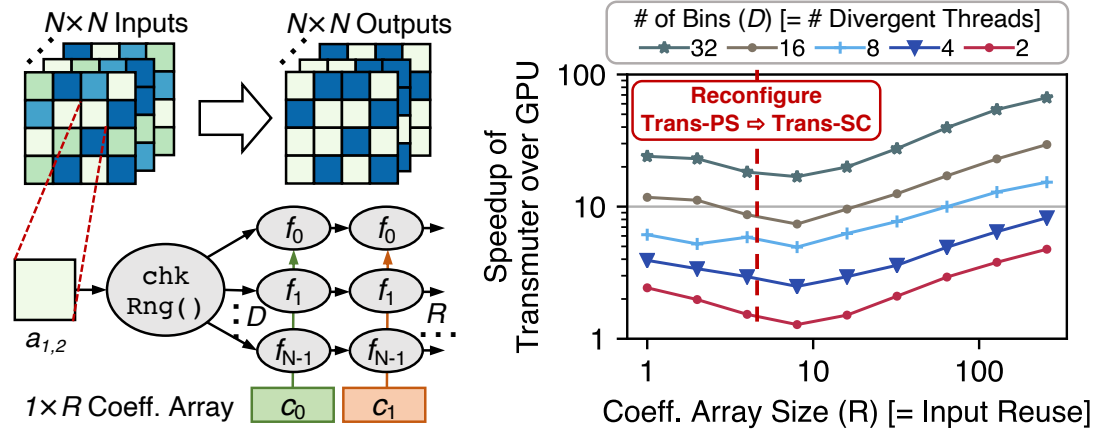 N×N Inputs
N×N Outputs
a1,2
chk
Rng()
D
f0
f0
f1
f1
R
fN-1
fN-1
1×R Coeff. Array
c0
c1
# of Bins (D) [= # Divergent Threads]
32 16 8 4 2
Reconfigure
Trans-PS ⇨ Trans-SC
Speedup of
Transmuter over GPU
100
10
1
1 10 100
Coeff. Array Size (R) [= Input Reuse]